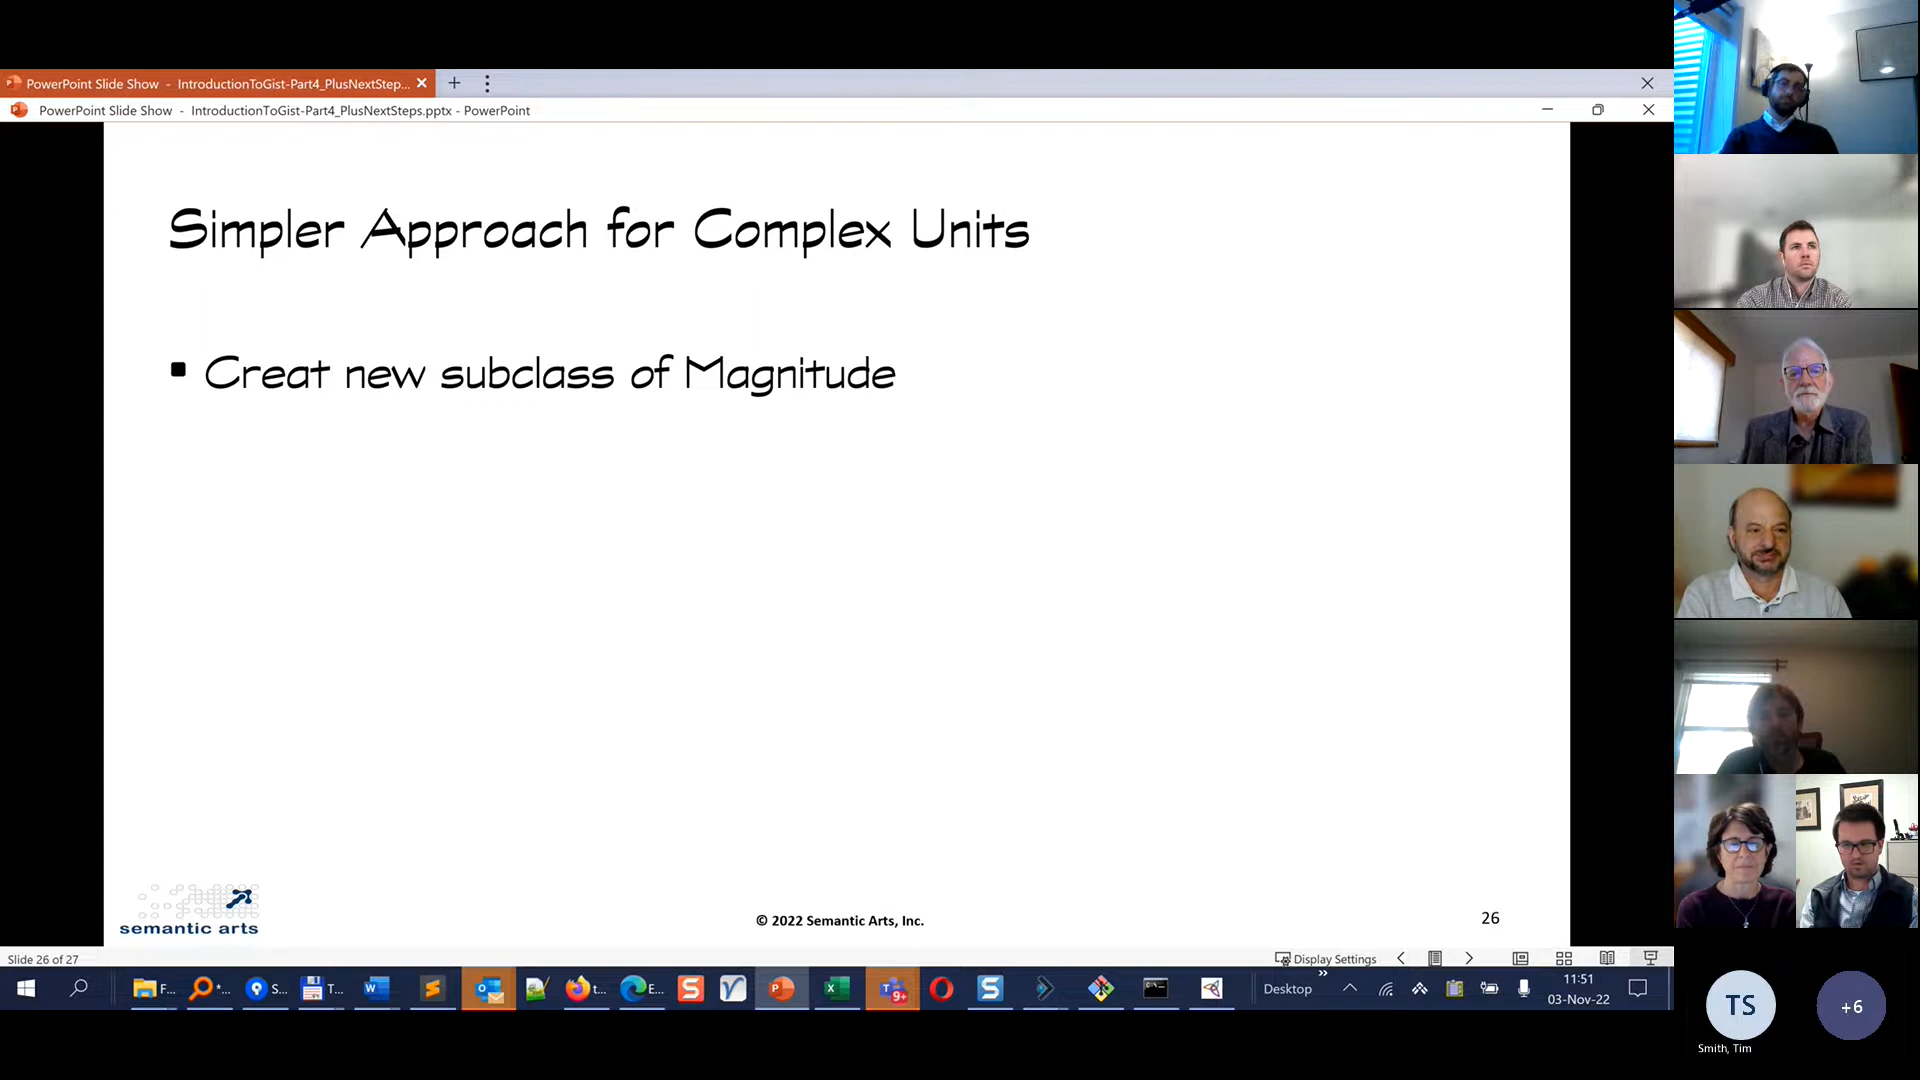 PowerPoint Slide Show - IntroductionToGist-Part4_PlusNextStep...
PowerPoint Slide Show - IntroductionToGist-Part4_PlusNextSteps.pptx - PowerPoint
Simpler Approach for Complex Units
Creat new subclass of Magnitude
semantic arts
© 2022 Semantic Arts, Inc.
26
Slide 26 of 27
Display Settings
F...
S...
T...
t...
E...
9+
Desktop
11:51
03-Nov-22
TS
+6
Smith, Tim